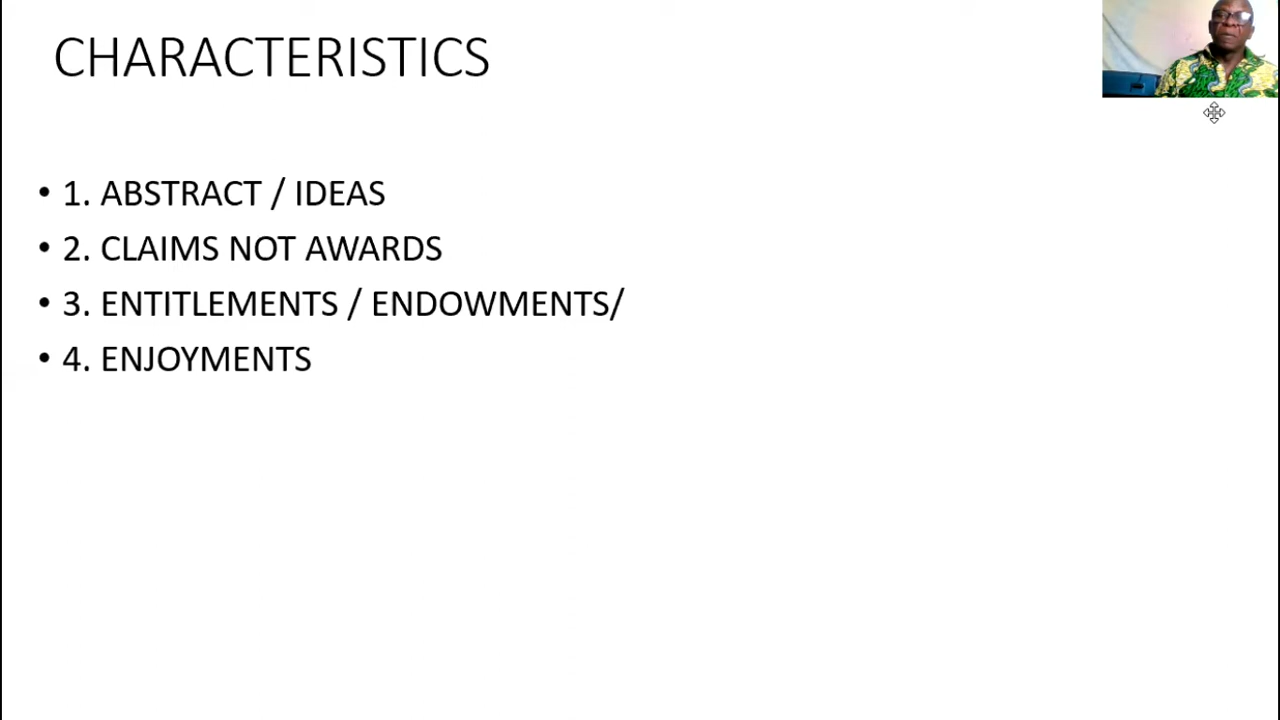 CHARACTERISTICS
• 1. ABSTRACT / IDEAS
• 2. CLAIMS NOT AWARDS
• 3. ENTITLEMENTS / ENDOWMENTS/
• 4. ENJOYMENTS